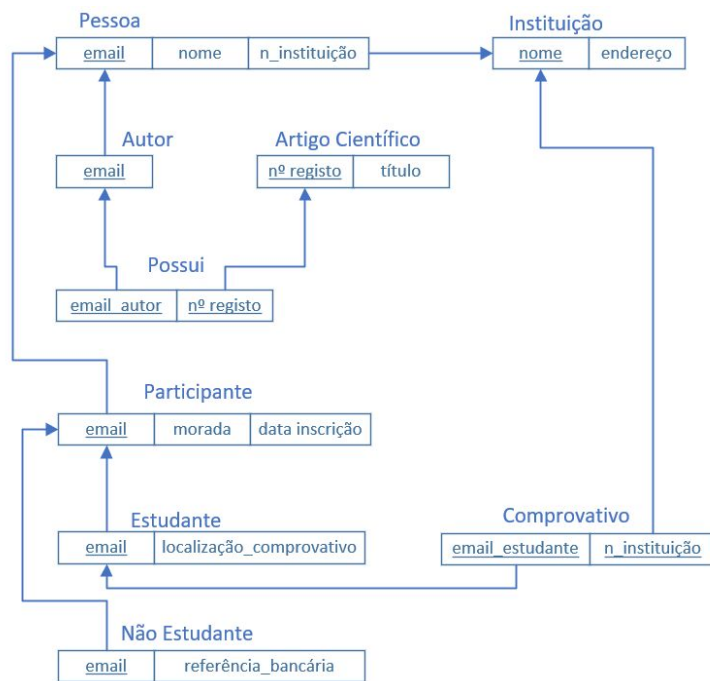 Pessoa
Instituição
email nome n_instituição
nome endereço
Autor
Artigo Científico
email
nº registo título
Possui
email_autor nº registo
Participante
email morada data inscrição
Estudante
Comprovativo
email localização_comprovativo
email_estudante n_instituição
Não Estudante
email referência_bancária